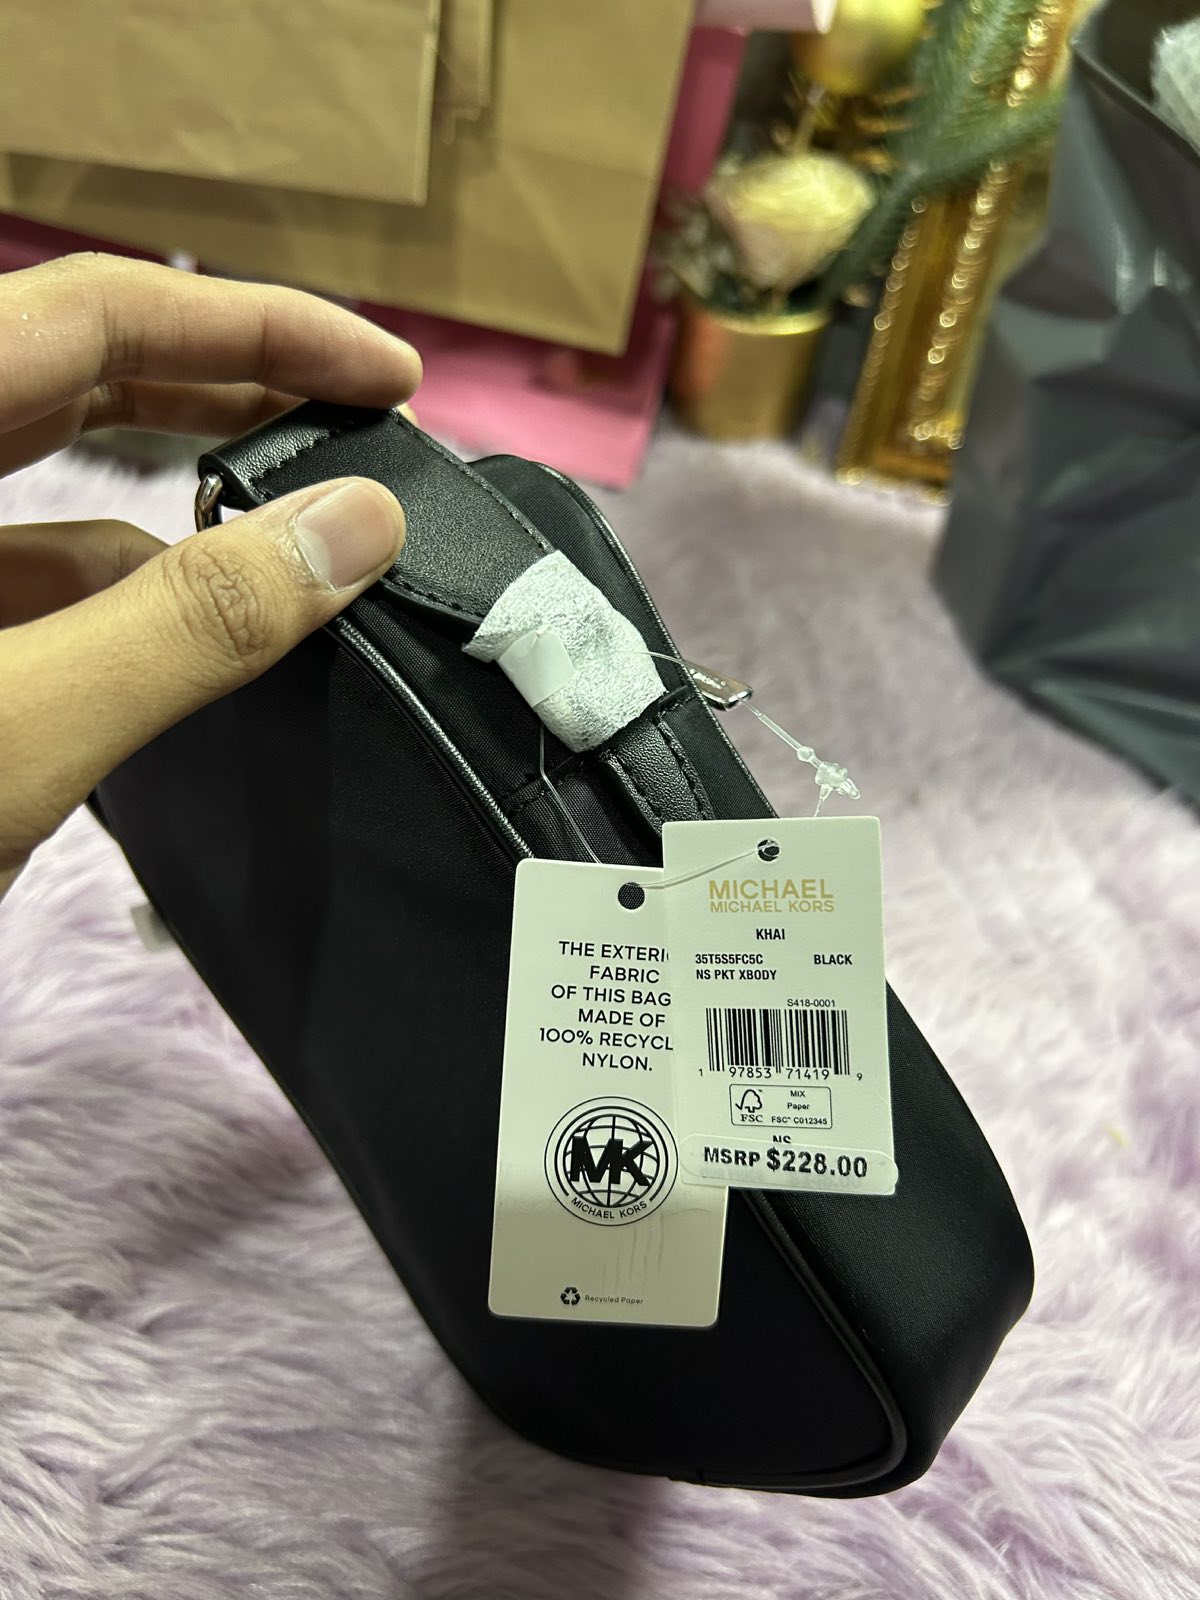 THE EXTERI
FABRIC
OF THIS BAG
MADE OF
100% RECYCL
NYLON.
MK
MICHAEL KORS
Recycled Paper
MICHAEL
MICHAEL KORS
KHAI
35T5S5FC5C BLACK
NS PKT XBODY
S418-0001
1 97853 71419 9
FSC
MIX
Paper
FSC™ C012345
NS
MSRP $228.00